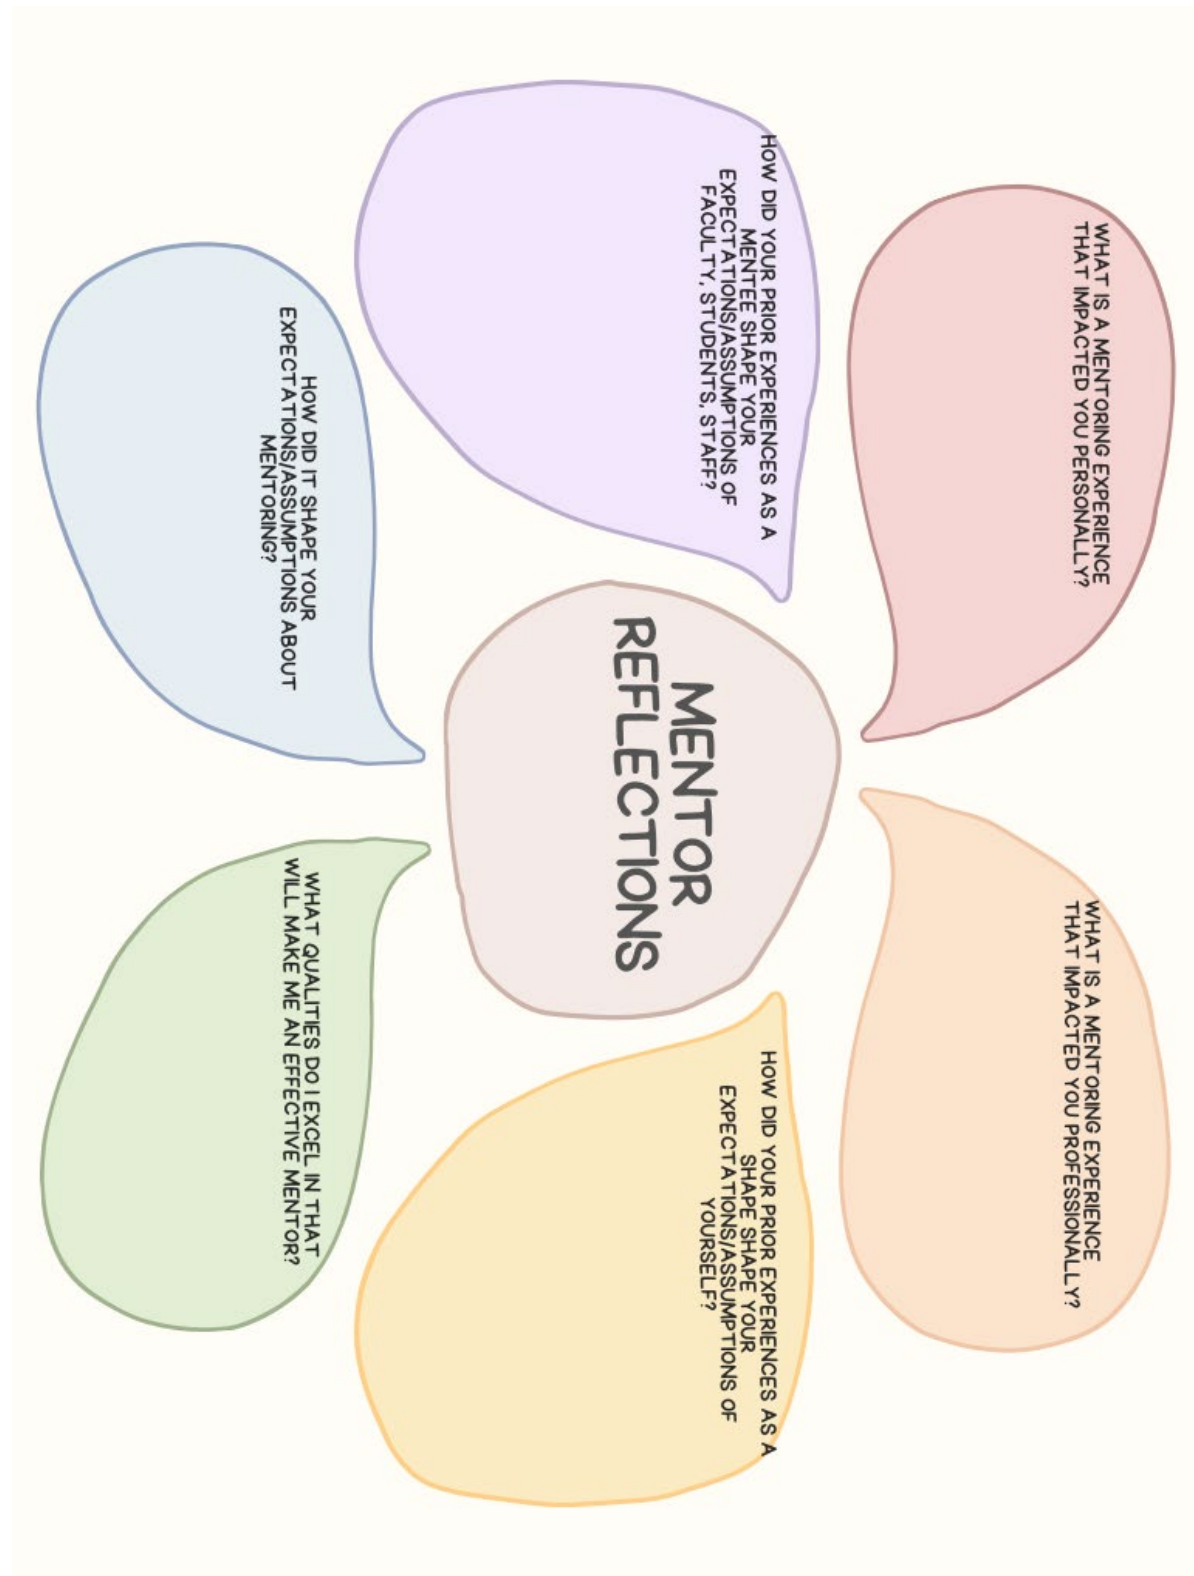 WHAT IS A MENTORING EXPERIENCE
THAT IMPACTED YOU PERSONALLY?
WHAT IS A MENTORING EXPERIENCE
THAT IMPACTED YOU PROFESSIONALLY?
HOW DID YOUR PRIOR EXPERIENCES AS A
MENTEE SHAPE YOUR
EXPECTATIONS/ASSUMPTIONS OF
FACULTY, STUDENTS, STAFF?
MENTOR
REFLECTIONS
HOW DID YOUR PRIOR EXPERIENCES AS A
SHAPE SHAPE YOUR
EXPECTATIONS/ASSUMPTIONS OF
YOURSELF?
HOW DID IT SHAPE YOUR
EXPECTATIONS/ASSUMPTIONS ABOUT
MENTORING?
WHAT QUALITIES DO I EXCEL IN THAT
WILL MAKE ME AN EFFECTIVE MENTOR?